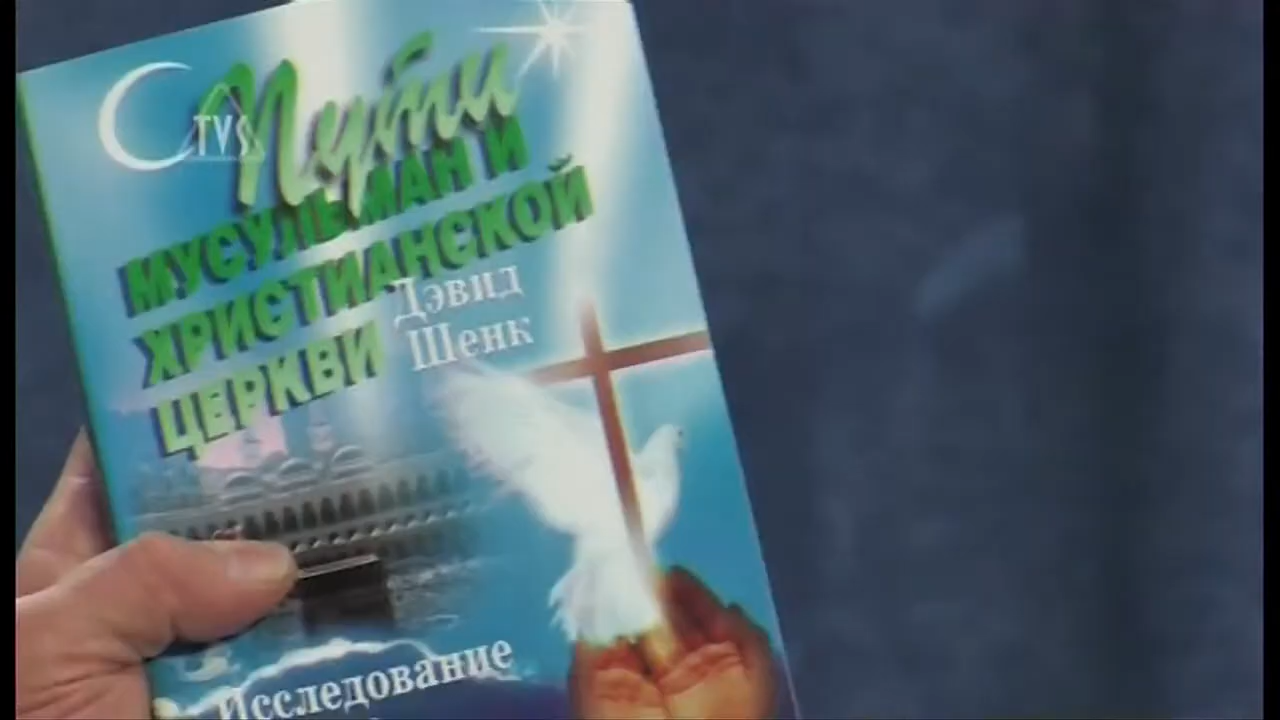 TVS
Пути
МУСУЛЬМАН И
ХРИСТИАНСКОЙ
ЦЕРКВИ
Дэвид
Шенк
Исследование